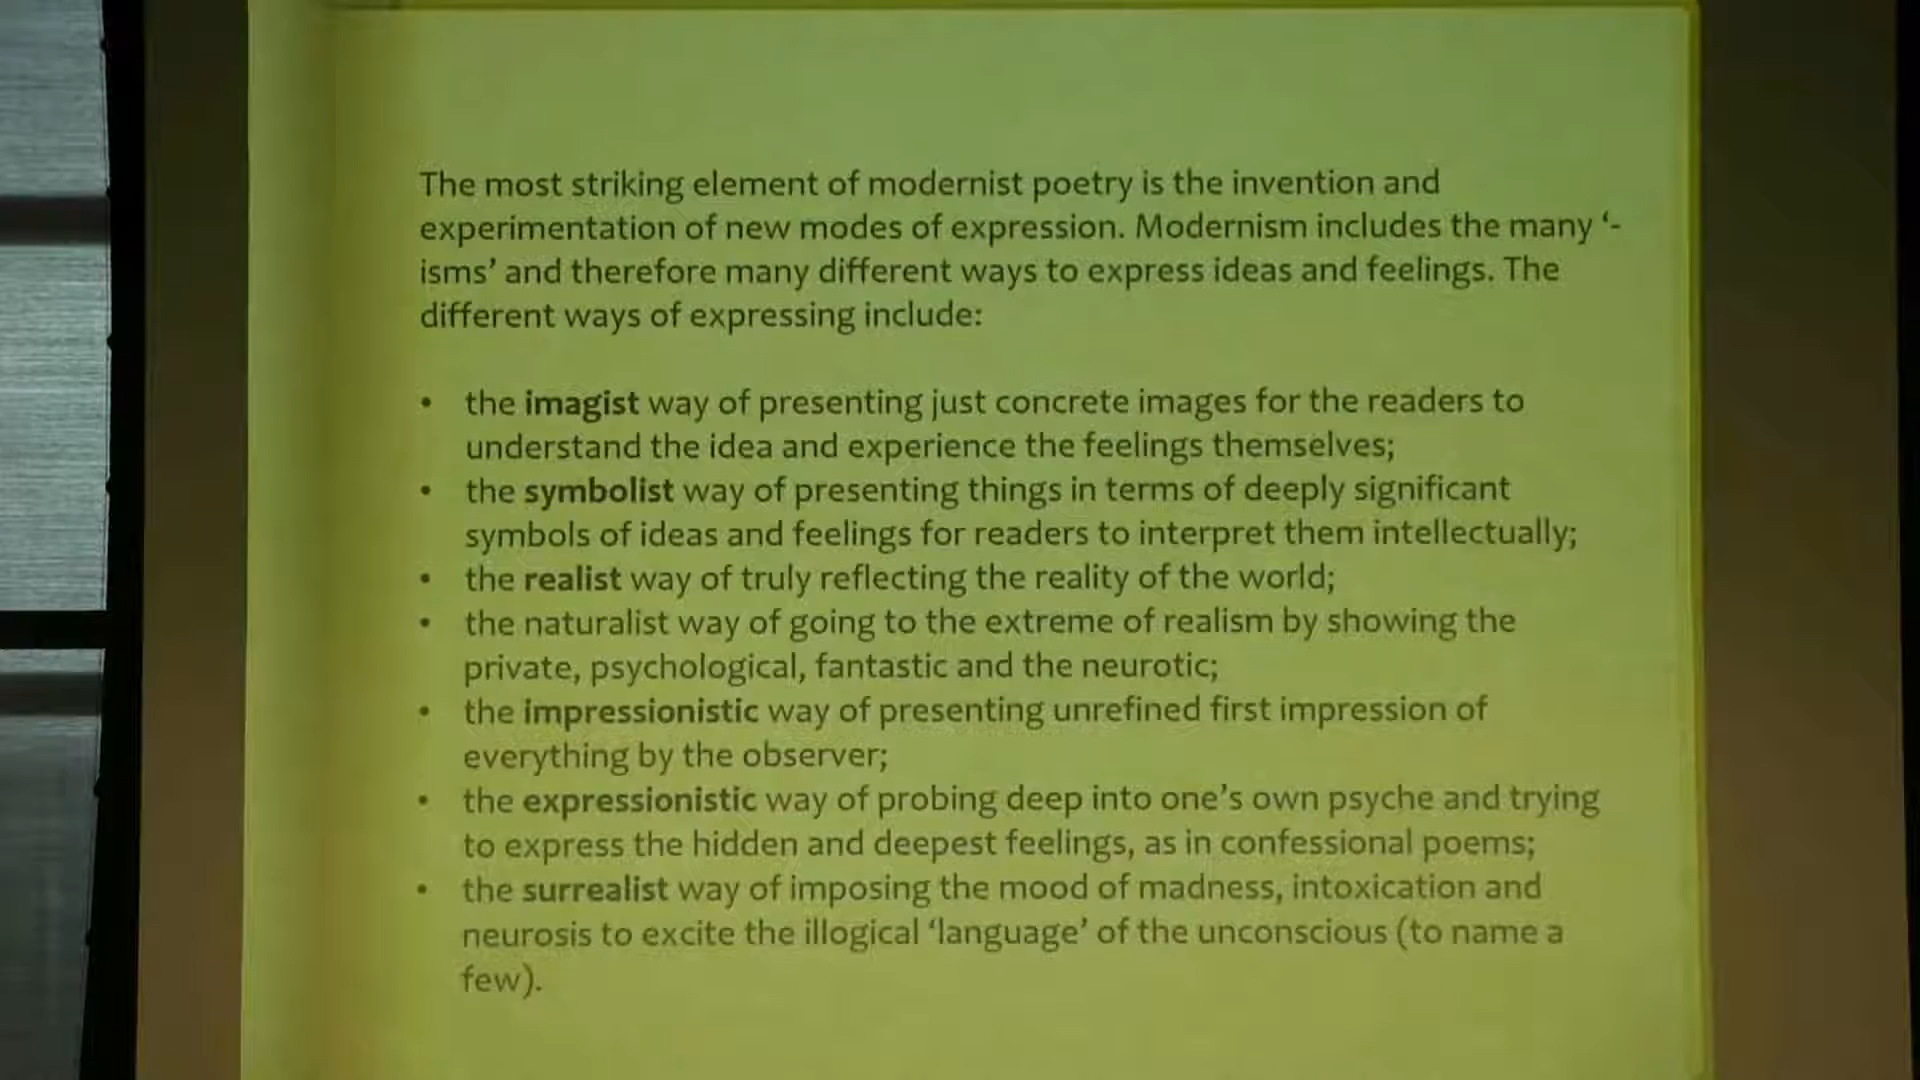 The most striking element of modernist poetry is the invention and
experimentation of new modes of expression. Modernism includes the many ‘-
isms’ and therefore many different ways to express ideas and feelings. The
different ways of expressing include:
• the imagist way of presenting just concrete images for the readers to
understand the idea and experience the feelings themselves;
• the symbolist way of presenting things in terms of deeply significant
symbols of ideas and feelings for readers to interpret them intellectually;
• the realist way of truly reflecting the reality of the world;
• the naturalist way of going to the extreme of realism by showing the
private, psychological, fantastic and the neurotic;
• the impressionistic way of presenting unrefined first impression of
everything by the observer;
• the expressionistic way of probing deep into one’s own psyche and trying
to express the hidden and deepest feelings, as in confessional poems;
• the surrealist way of imposing the mood of madness, intoxication and
neurosis to excite the illogical ‘language’ of the unconscious (to name a
few).